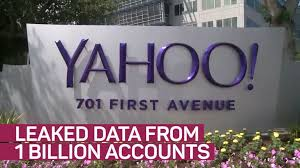 YAHOO!
701 FIRST AVENUE
LEAKED DATA FROM
1 BILLION ACCOUNTS